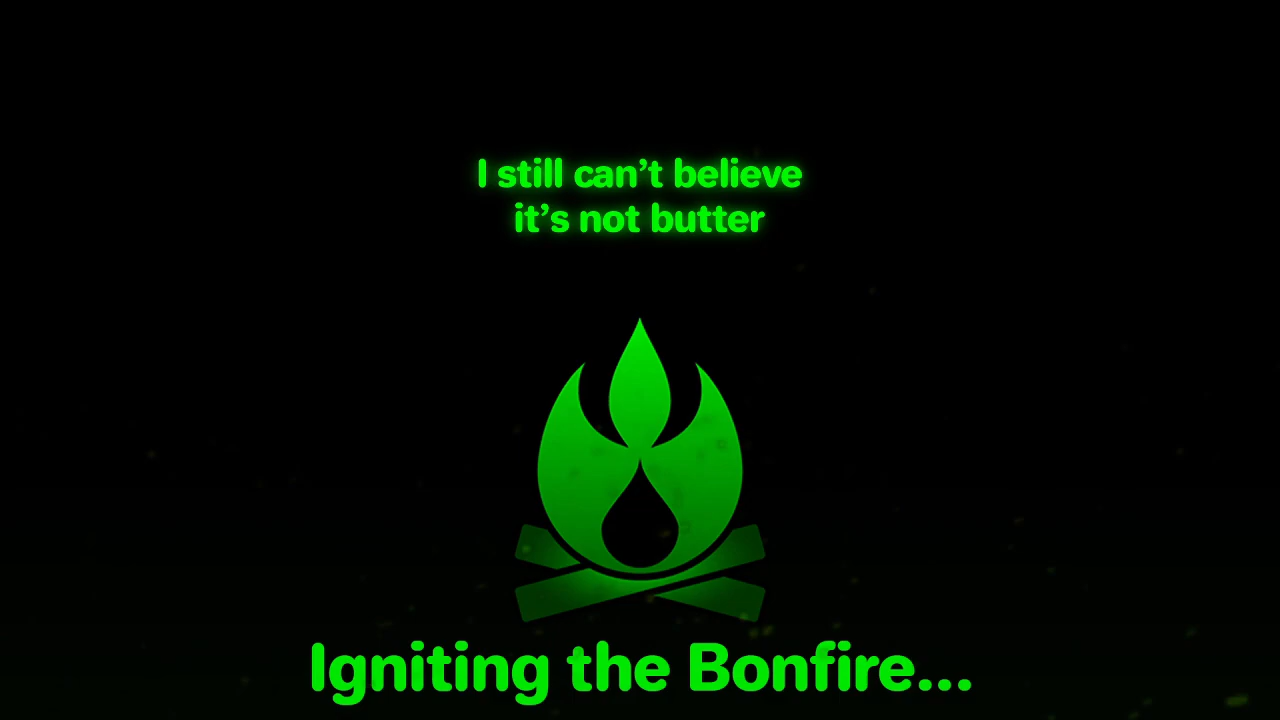 I still can’t believe
it’s not butter
Igniting the Bonfire...